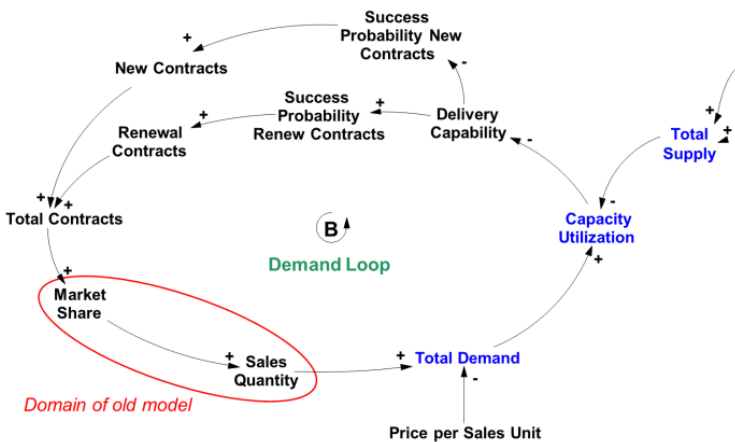 Success
Probability New
Contracts
+
New Contracts
-
Success
Probability
Renew Contracts
+
Delivery
Capability
+
Renewal
Contracts
-
+
+
Total
Supply
+
+
Total Contracts
-
Capacity
Utilization
+
B
Demand Loop
+
Market
Share
+
Sales
Quantity
+
Total Demand
-
Domain of old model
Price per Sales Unit